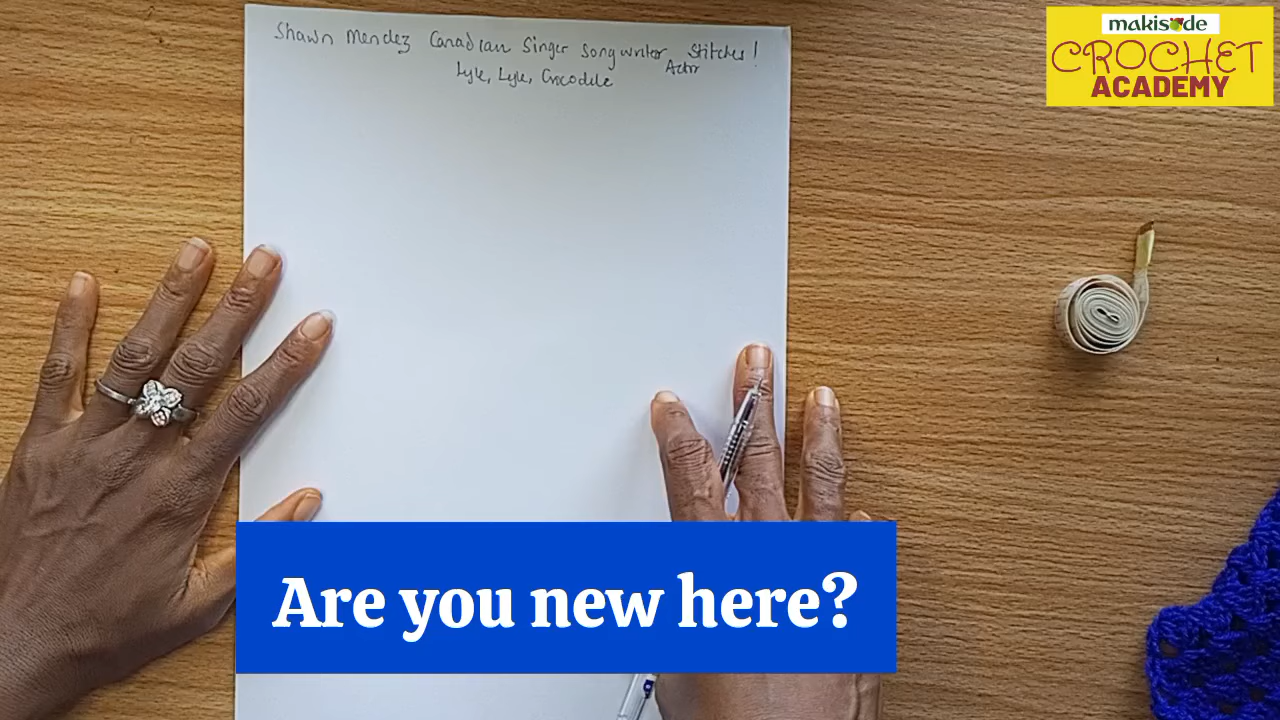 Shawn Mendez Canadian Singer Songwriter Stitches!
Actor
Lyle, Lyle, Crocodile
makisode
CROCHET
ACADEMY
Are you new here?